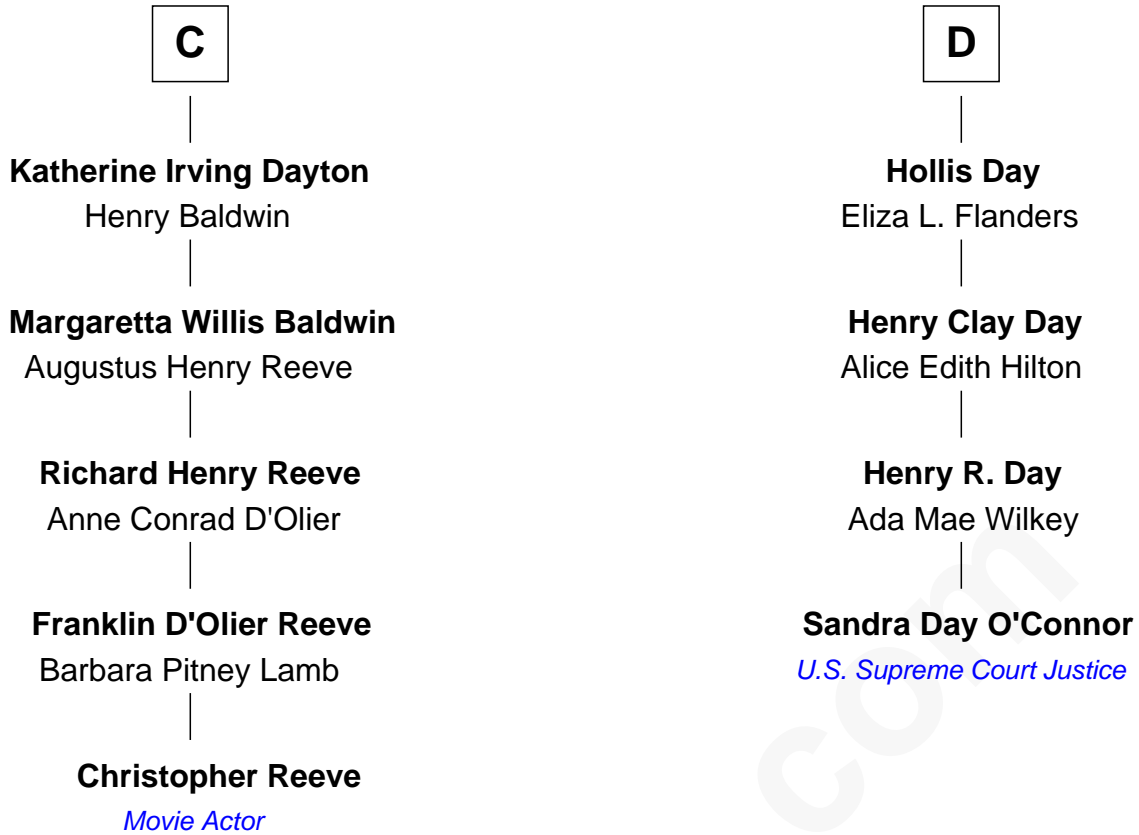 C
Katherine Irving Dayton
Henry Baldwin
Margaretta Willis Baldwin
Augustus Henry Reeve
Richard Henry Reeve
Anne Conrad D'Olier
Franklin D'Olier Reeve
Barbara Pitney Lamb
Christopher Reeve
Movie Actor
D
Hollis Day
Eliza L. Flanders
Henry Clay Day
Alice Edith Hilton
Henry R. Day
Ada Mae Wilkey
Sandra Day O'Connor
U.S. Supreme Court Justice
com